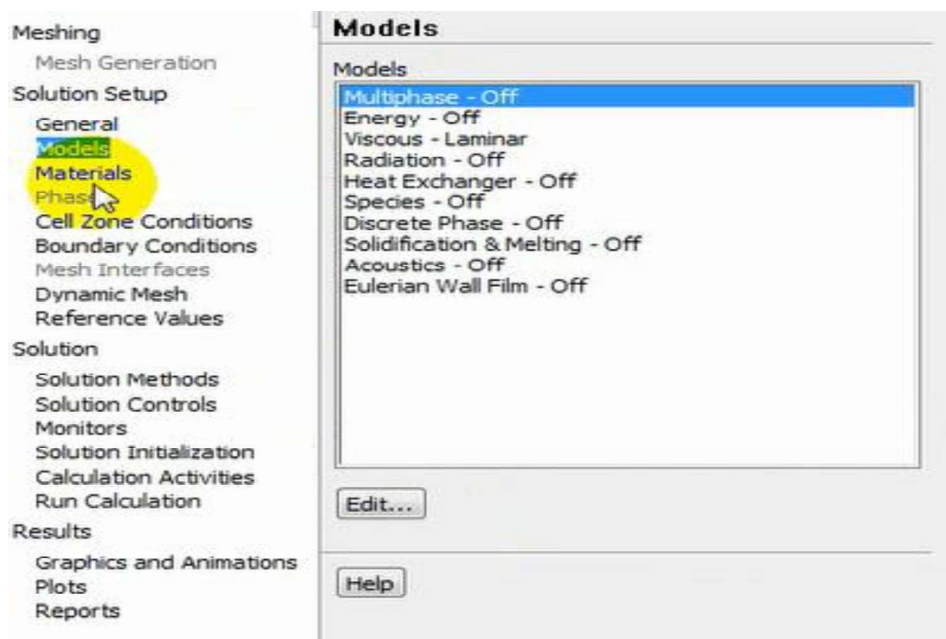 Meshing
Mesh Generation
Solution Setup
General
Models
Materials
Phases
Cell Zone Conditions
Boundary Conditions
Mesh Interfaces
Dynamic Mesh
Reference Values
Solution
Solution Methods
Solution Controls
Monitors
Solution Initialization
Calculation Activities
Run Calculation
Results
Graphics and Animations
Plots
Reports
Models
Models
Multiphase - Off
Energy - Off
Viscous - Laminar
Radiation - Off
Heat Exchanger - Off
Species - Off
Discrete Phase - Off
Solidification & Melting - Off
Acoustics - Off
Eulerian Wall Film - Off
Edit...
Help